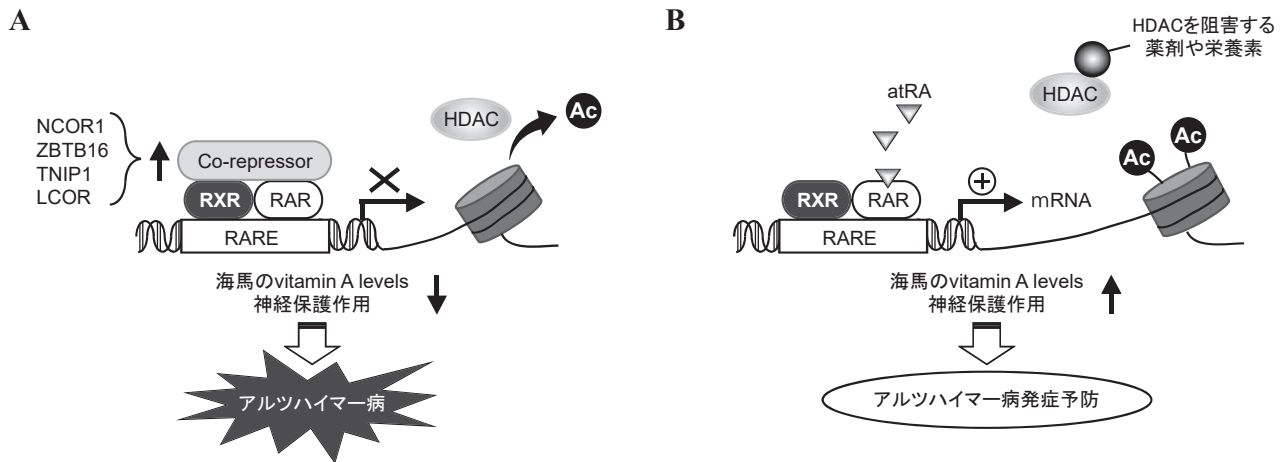 A
NCOR1
ZBTB16
TNIP1
LCOR
Co-repressor
RXR
RAR
RARE
HDAC
Ac
海馬のvitamin A levels
神経保護作用
アルツハイマー病
B
HDACを阻害する
薬剤や栄養素
HDAC
atRA
Ac
Ac
RXR
RAR
mRNA
RARE
海馬のvitamin A levels
神経保護作用
アルツハイマー病発症予防